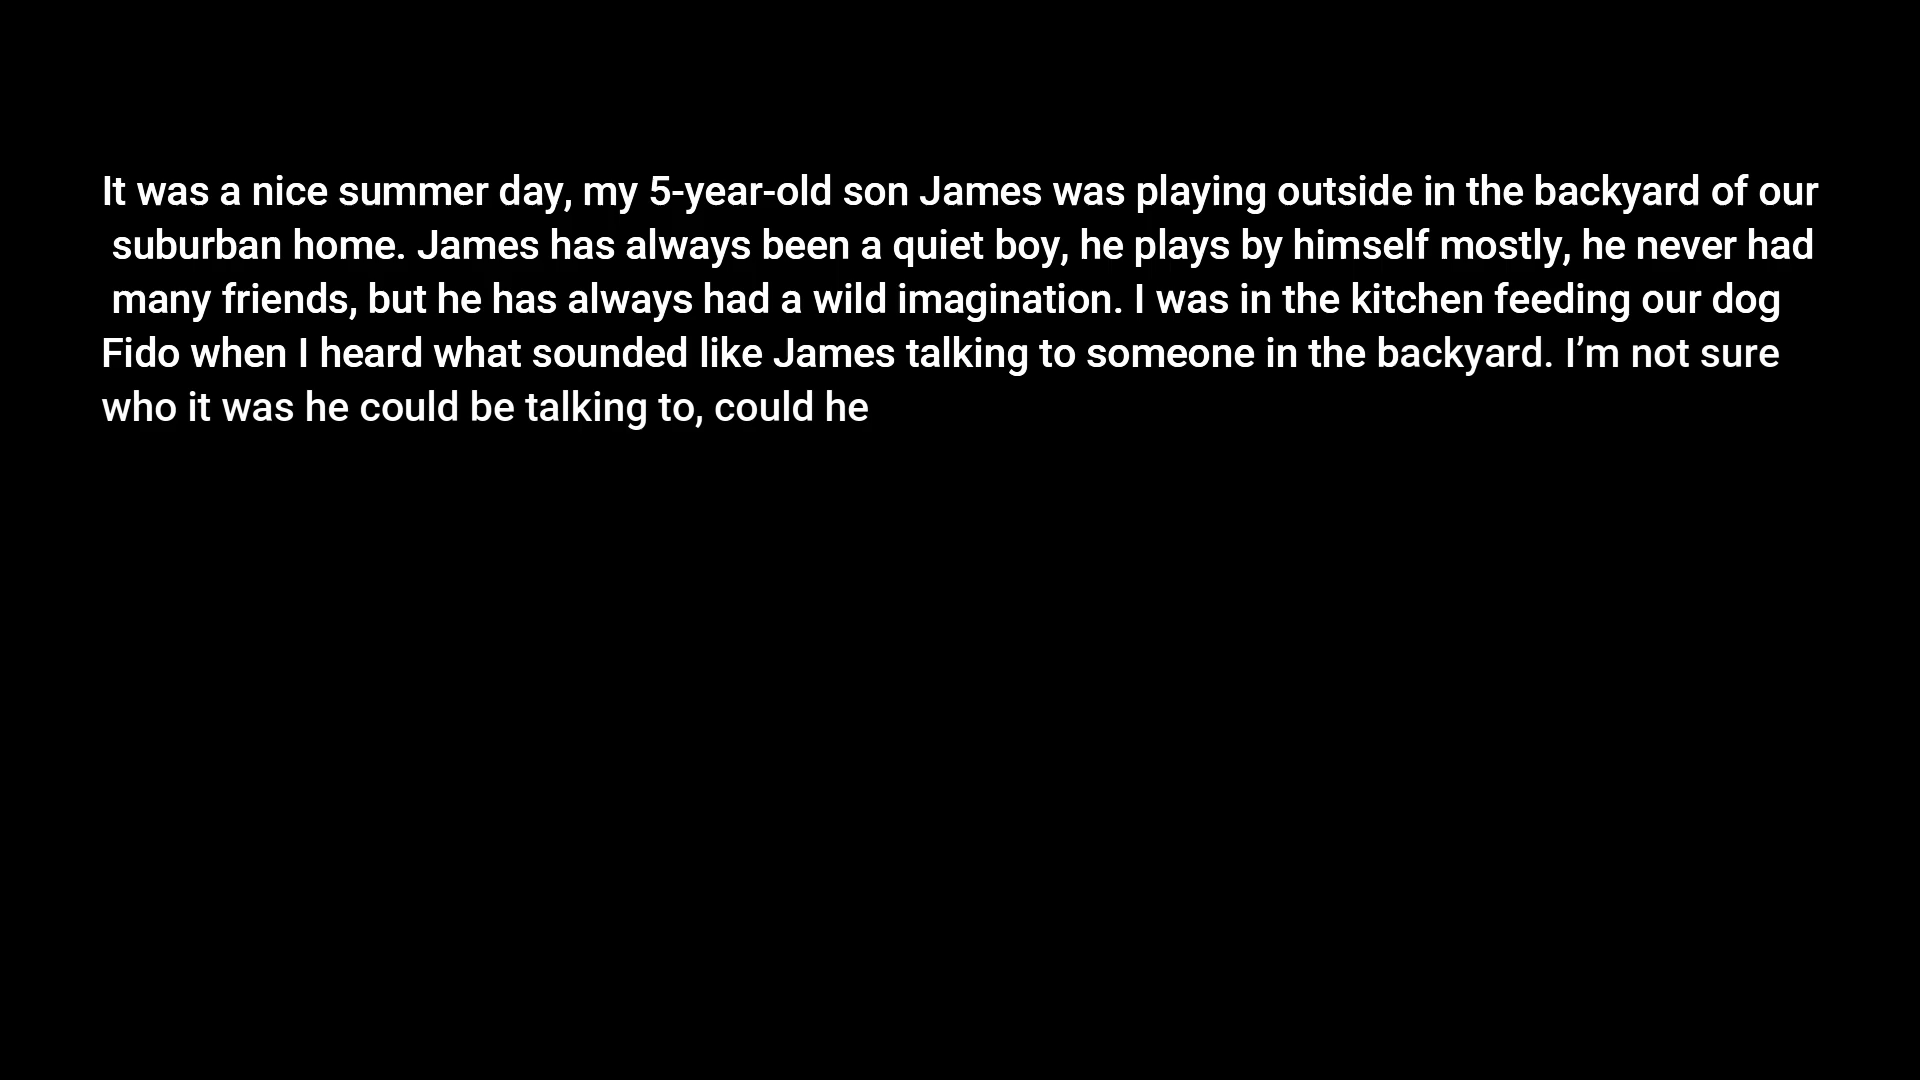 It was a nice summer day, my 5-year-old son James was playing outside in the backyard of our
suburban home. James has always been a quiet boy, he plays by himself mostly, he never had
many friends, but he has always had a wild imagination. I was in the kitchen feeding our dog
Fido when I heard what sounded like James talking to someone in the backyard. I’m not sure
who it was he could be talking to, could he